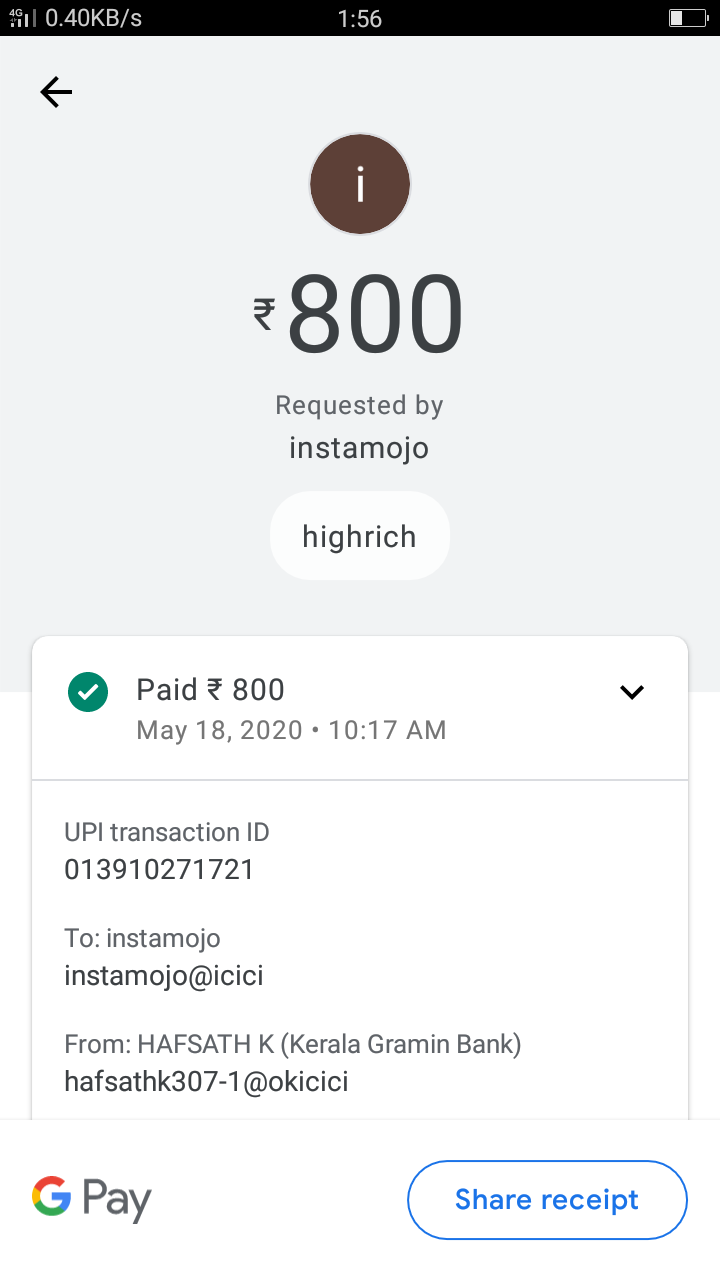 4G 0.40KB/s 1:56
i
₹800
Requested by
instamojo
highrich
Paid ₹ 800
May 18, 2020 • 10:17 AM
UPI transaction ID
013910271721
To: instamojo
instamojo@icici
From: HAFSATH K (Kerala Gramin Bank)
hafsathk307-1@okicici
G Pay
Share receipt